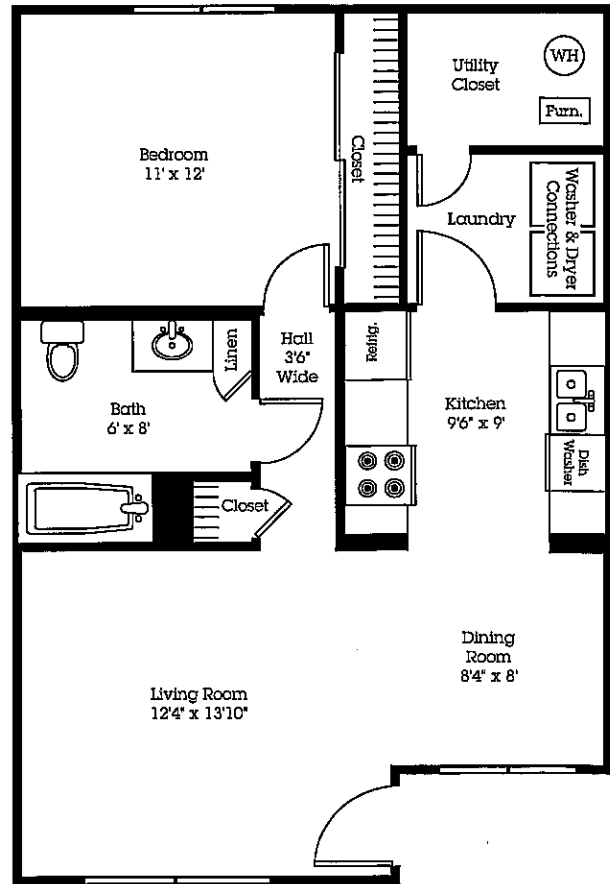 Utility
Closet
WH
Furn.
Bedroom
11' x 12'
Closet
Laundry
Washer & Dryer
Connections
Hall
3'6"
Wide
Linen
Refrig.
Bath
6' x 8'
Kitchen
9'6" x 9'
Dish
Washer
Closet
Dining
Room
8'4" x 8'
Living Room
12'4" x 13'10"